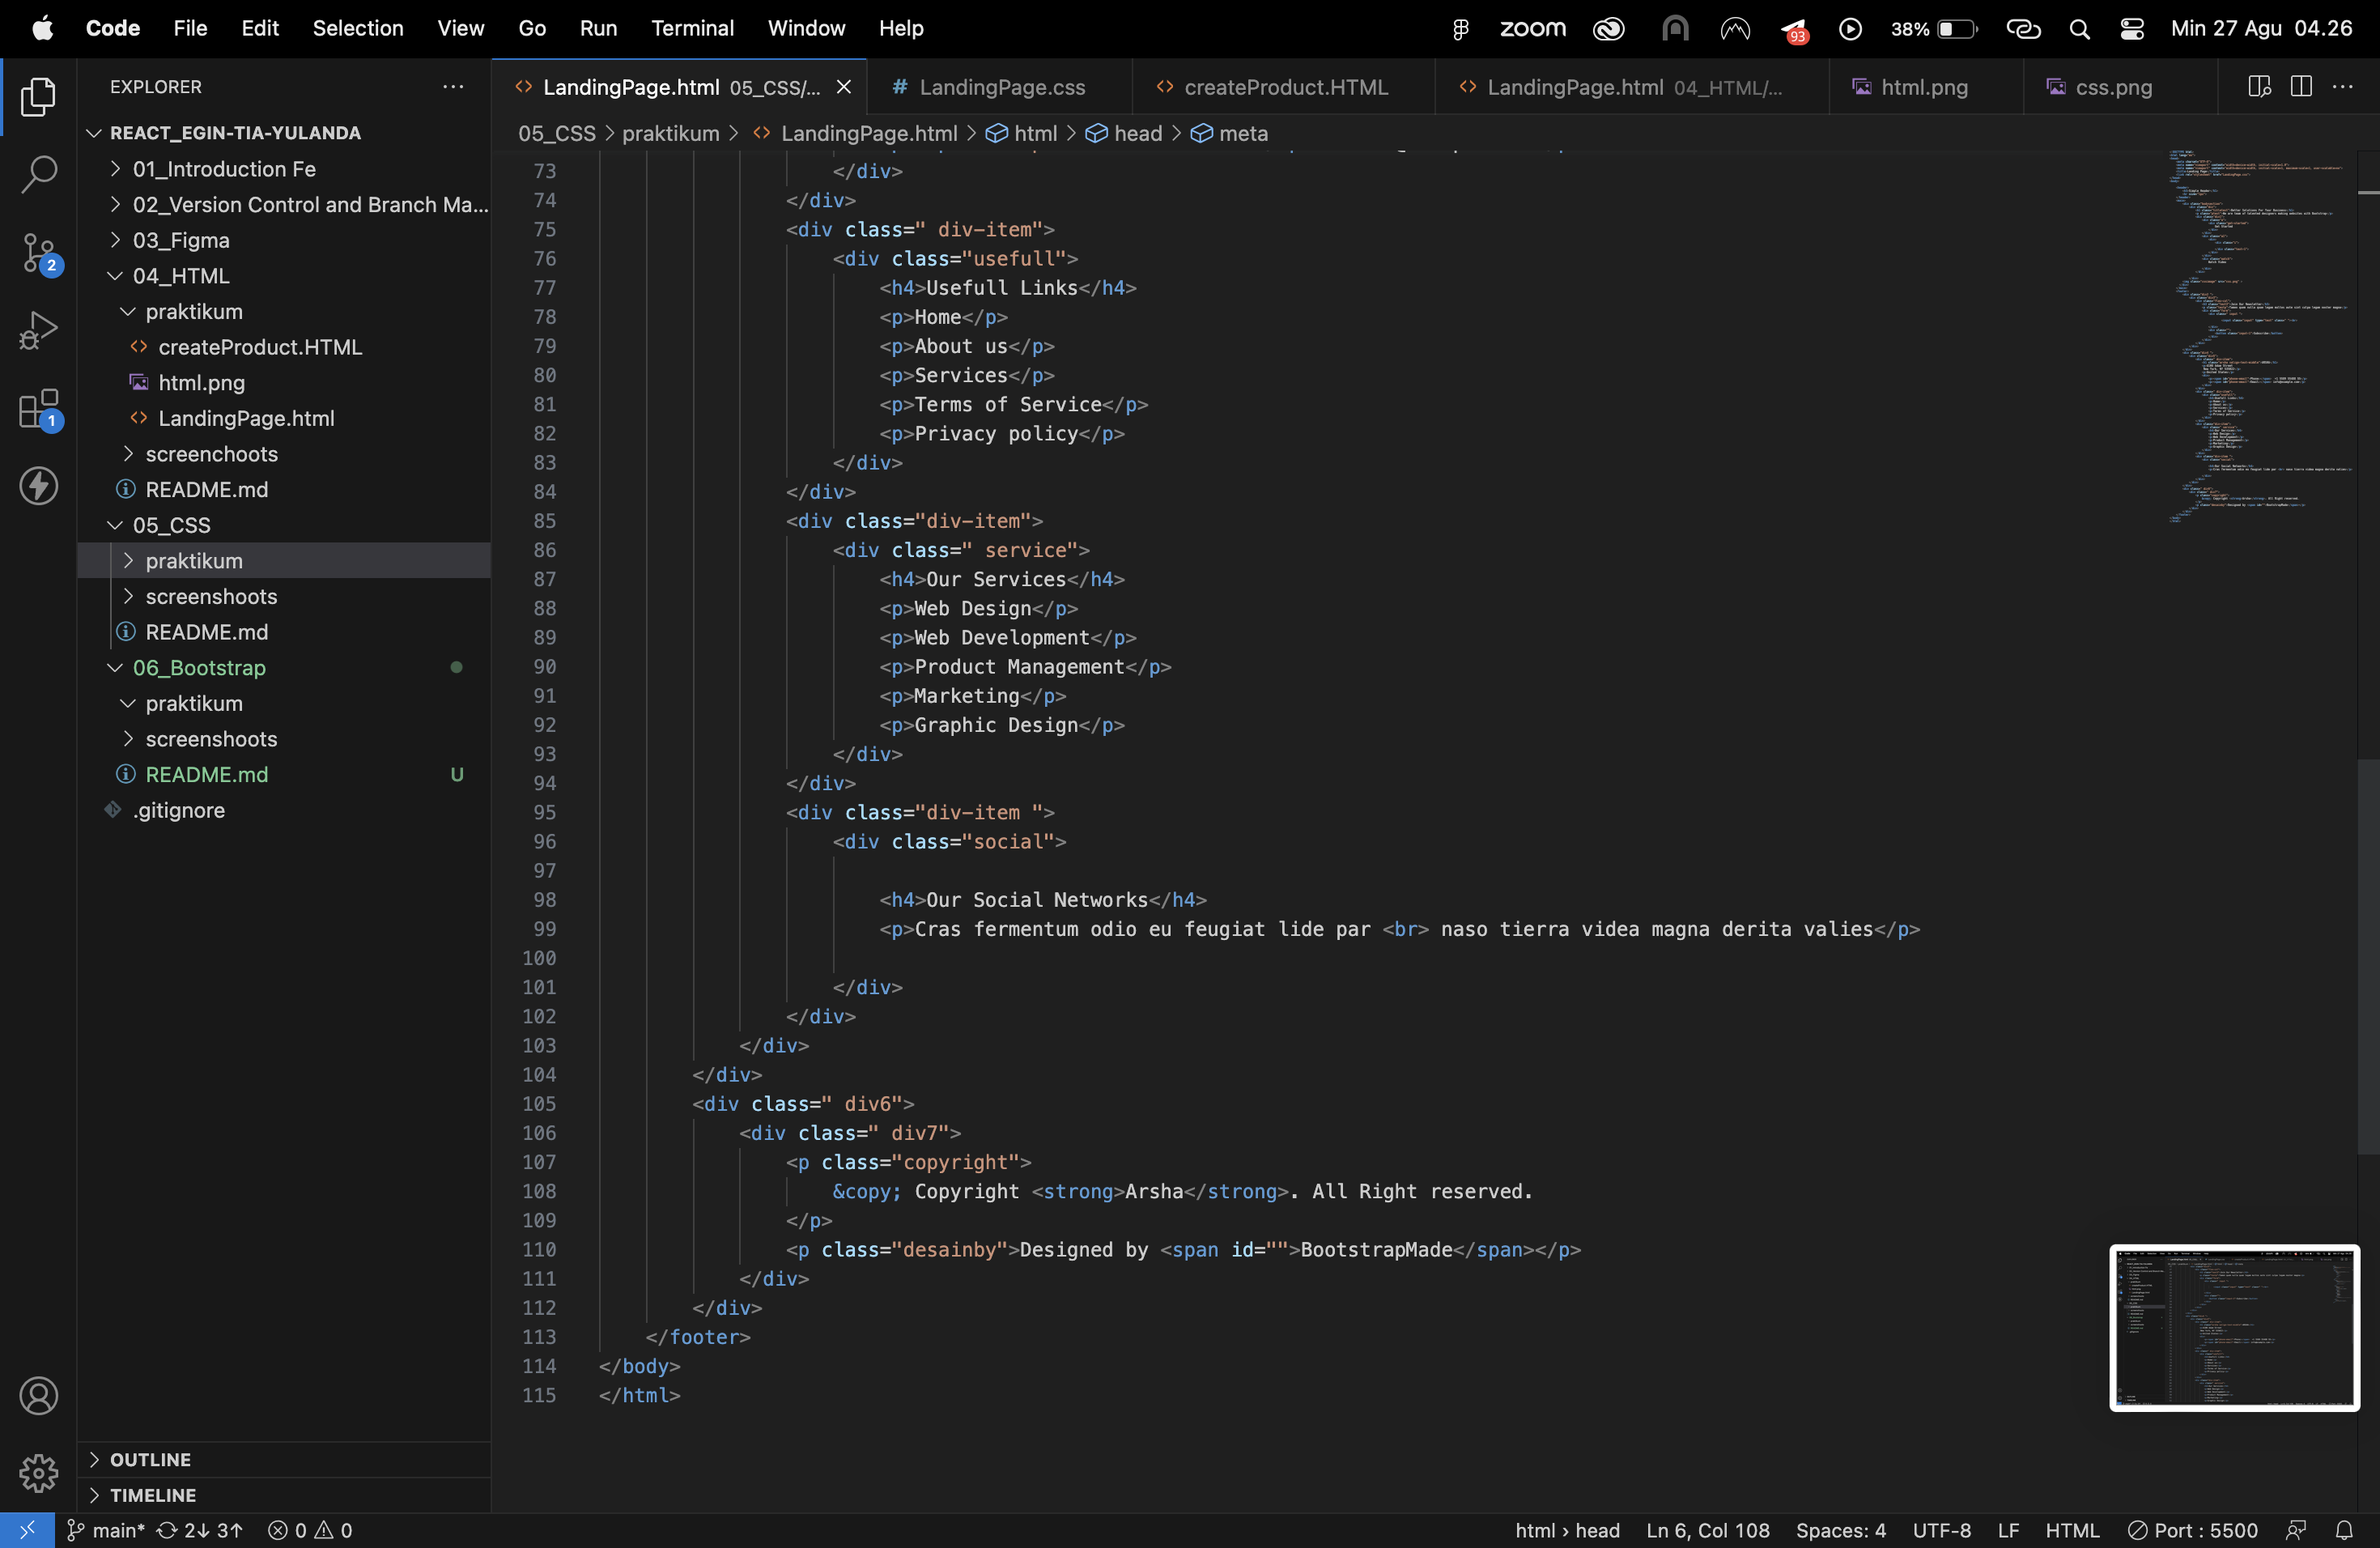 Code File Edit Selection View Go Run Terminal Window Help zoom 93 38% Min 27 Agu 04.26
EXPLORER
REACT_EGIN-TIA-YULANDA
01_Introduction Fe
02_Version Control and Branch Ma...
03_Figma
04_HTML
praktikum
createProduct.HTML
html.png
LandingPage.html
screenchoots
README.md
05_CSS
praktikum
screenshoots
README.md
06_Bootstrap
praktikum
screenshoots
README.md U
.gitignore
OUTLINE
TIMELINE
2
1
LandingPage.html 05_CSS/... LandingPage.css createProduct.HTML LandingPage.html 04_HTML/... html.png css.png
05_CSS > praktikum > LandingPage.html > html > head > meta
73 </div>
74 </div>
75 <div class=" div-item">
76 <div class="usefull">
77 <h4>Usefull Links</h4>
78 <p>Home</p>
79 <p>About us</p>
80 <p>Services</p>
81 <p>Terms of Service</p>
82 <p>Privacy policy</p>
83 </div>
84 </div>
85 <div class="div-item">
86 <div class=" service">
87 <h4>Our Services</h4>
88 <p>Web Design</p>
89 <p>Web Development</p>
90 <p>Product Management</p>
91 <p>Marketing</p>
92 <p>Graphic Design</p>
93 </div>
94 </div>
95 <div class="div-item ">
96 <div class="social">
97
98 <h4>Our Social Networks</h4>
99 <p>Cras fermentum odio eu feugiat lide par <br> naso tierra videa magna derita valies</p>
100
101 </div>
102 </div>
103 </div>
104 </div>
105 <div class=" div6">
106 <div class=" div7">
107 <p class="copyright">
108 &copy; Copyright <strong>Arsha</strong>. All Right reserved.
109 </p>
110 <p class="desainby">Designed by <span id="">BootstrapMade</span></p>
111 </div>
112 </div>
113 </footer>
114 </body>
115 </html>
main* 2↓ 3↑ 0 0 html › head Ln 6, Col 108 Spaces: 4 UTF-8 LF HTML Port : 5500